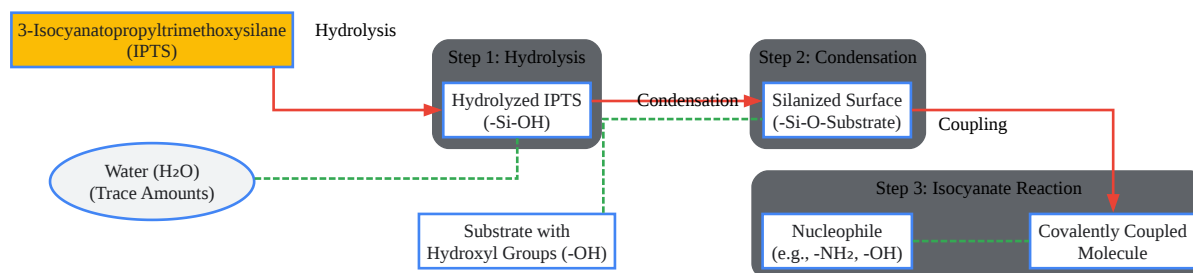 3-Isocyanatopropyltrimethoxysilane
(IPTS)
Hydrolysis
Step 1: Hydrolysis
Hydrolyzed IPTS
(-Si-OH)
Condensation
Step 2: Condensation
Silanized Surface
(-Si-O-Substrate)
Coupling
Water (H₂O)
(Trace Amounts)
Substrate with
Hydroxyl Groups (-OH)
Step 3: Isocyanate Reaction
Nucleophile
(e.g., -NH₂, -OH)
Covalently Coupled
Molecule